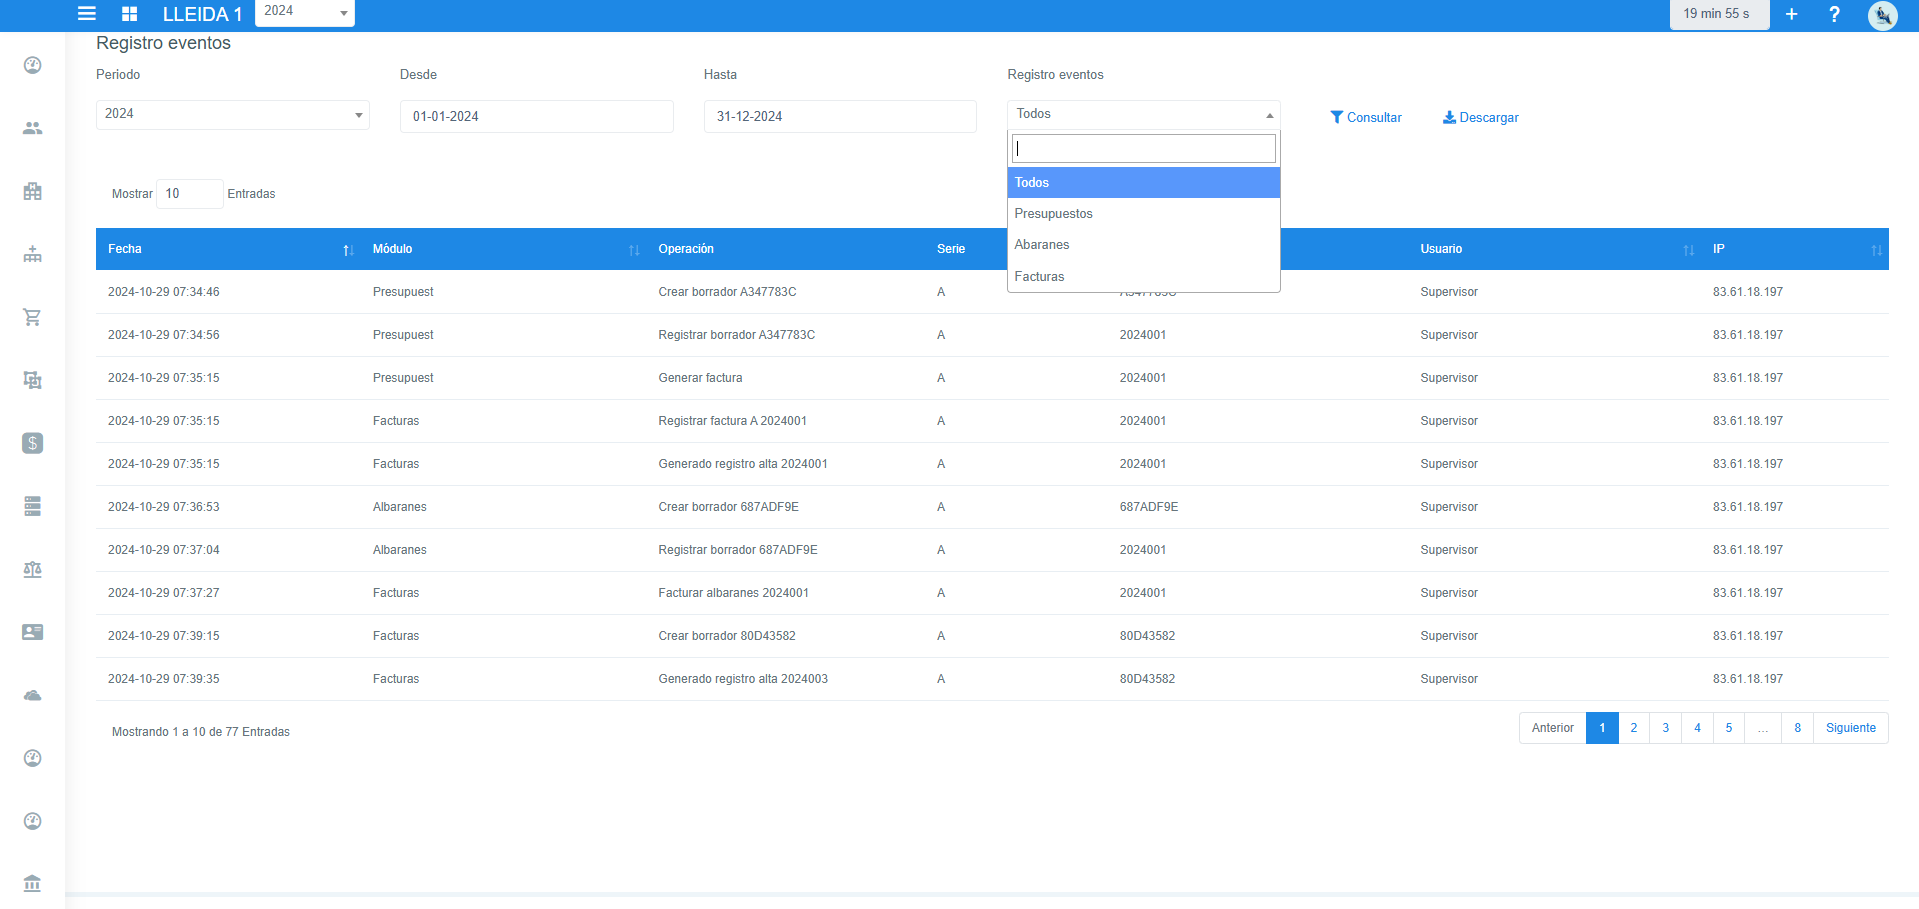 LLEIDA 1 2024 19 min 55 s + ?
Registro eventos
Periodo Desde Hasta Registro eventos
2024 01-01-2024 31-12-2024 Todos Consultar Descargar
Todos
Presupuestos
Abaranes
Facturas
Mostrar 10 Entradas
Fecha Módulo Operación Serie Usuario IP
2024-10-29 07:34:46 Presupuest Crear borrador A347783C A A347783C Supervisor 83.61.18.197
2024-10-29 07:34:56 Presupuest Registrar borrador A347783C A 2024001 Supervisor 83.61.18.197
2024-10-29 07:35:15 Presupuest Generar factura A 2024001 Supervisor 83.61.18.197
2024-10-29 07:35:15 Facturas Registrar factura A 2024001 A 2024001 Supervisor 83.61.18.197
2024-10-29 07:35:15 Facturas Generado registro alta 2024001 A 2024001 Supervisor 83.61.18.197
2024-10-29 07:36:53 Albaranes Crear borrador 687ADF9E A 687ADF9E Supervisor 83.61.18.197
2024-10-29 07:37:04 Albaranes Registrar borrador 687ADF9E A 2024001 Supervisor 83.61.18.197
2024-10-29 07:37:27 Facturas Facturar albaranes 2024001 A 2024001 Supervisor 83.61.18.197
2024-10-29 07:39:15 Facturas Crear borrador 80D43582 A 80D43582 Supervisor 83.61.18.197
2024-10-29 07:39:35 Facturas Generado registro alta 2024003 A 80D43582 Supervisor 83.61.18.197
Mostrando 1 a 10 de 77 Entradas
Anterior 1 2 3 4 5 … 8 Siguiente